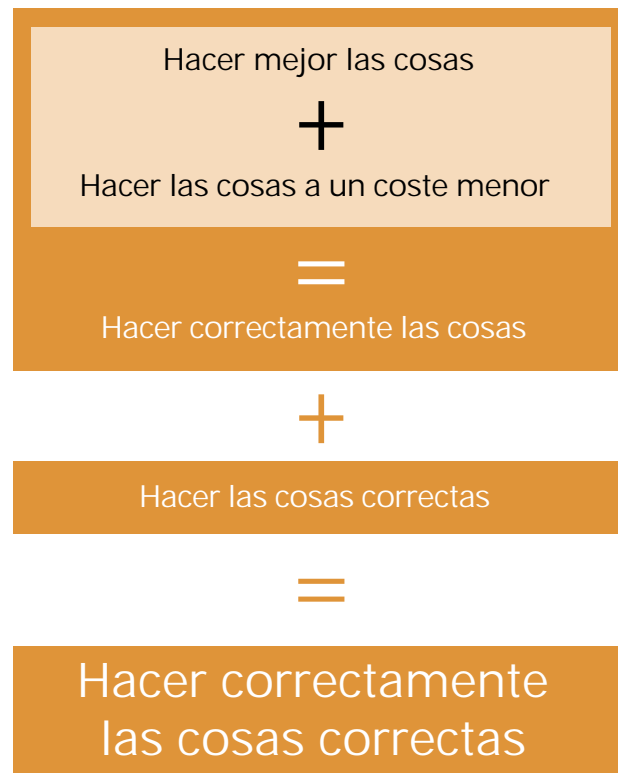 Hacer mejor las cosas
+
Hacer las cosas a un coste menor
=
Hacer correctamente las cosas
+
Hacer las cosas correctas
=
Hacer correctamente
las cosas correctas